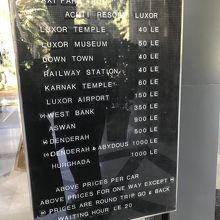 ACHTI RESORT LUXOR
LUXOR TEMPLE 40 LE
LUXOR MUSEUM 50 LE
DOWN TOWN 40 LE
RAILWAY STATION 40 LE
KARNAK TEMPLE 60 LE
LUXOR AIRPORT 150 LE
WEST BANK 350 LE
ASWAN 900 LE
DENDERAH 500 LE
DENDERAH & ABYDOUS 1000 LE
HURGHADA 1000 LE
ABOVE PRICES PER CAR
ABOVE PRICES FOR ONE WAY EXCEPT
PRICES ARE ROUND TRIP GO & BACK
WAITING HOUR LE 20